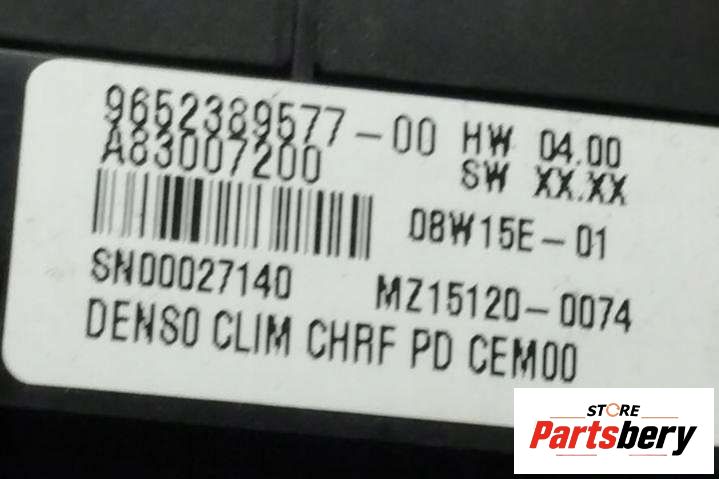 9652389577-00 HW 04.00
A83007200 SW XX.XX
08W15E-01
SN00027140 MZ15120-0074
DENSO CLIM CHRF PD CEM00
STORE
Partsbery